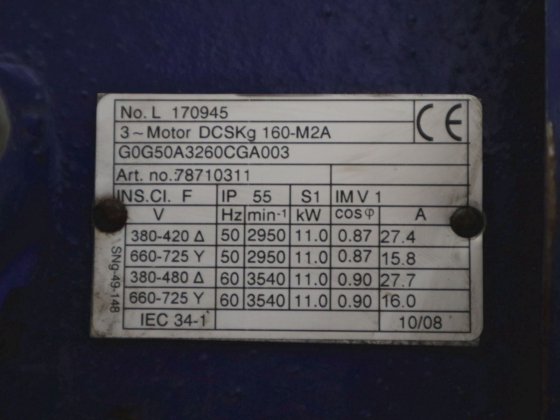 No. L 170945
CE
3~Motor DCSKg 160-M2A
G0G50A3260CGA003
Art. no.:78710311
INS.Cl. F IP 55 S1 IM V 1
V Hz min-1 kW cosφ A
380-420 Δ 50 2950 11.0 0.87 27.4
660-725 Y 50 2950 11.0 0.87 15.8
380-480 Δ 60 3540 11.0 0.90 27.7
660-725 Y 60 3540 11.0 0.90 16.0
IEC 34-1 10/08
SNg-49-148